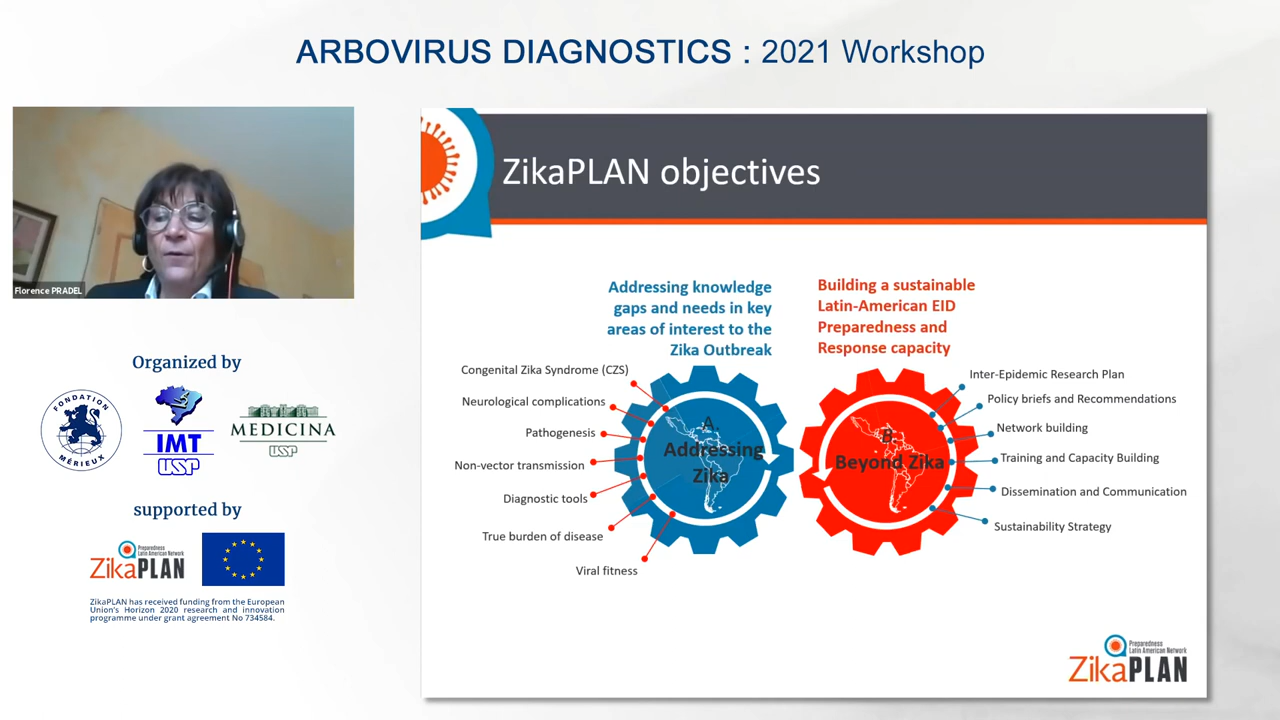 ARBOVIRUS DIAGNOSTICS : 2021 Workshop
Florence PRADEL
Organized by
FONDATION
MÉRIEUX
IMT
USP
MEDICINA
USP
supported by
Preparedness
Latin American Network
ZikaPLAN
ZikaPLAN has received funding from the European
Union's Horizon 2020 research and innovation
programme under grant agreement No 734584.
ZikaPLAN objectives
Addressing knowledge
gaps and needs in key
areas of interest to the
Zika Outbreak
Building a sustainable
Latin-American EID
Preparedness and
Response capacity
Congenital Zika Syndrome (CZS)
Neurological complications
Pathogenesis
Non-vector transmission
Diagnostic tools
True burden of disease
Viral fitness
A.
Addressing
Zika
B.
Beyond Zika
Inter-Epidemic Research Plan
Policy briefs and Recommendations
Network building
Training and Capacity Building
Dissemination and Communication
Sustainability Strategy
Preparedness
Latin American Network
ZikaPLAN